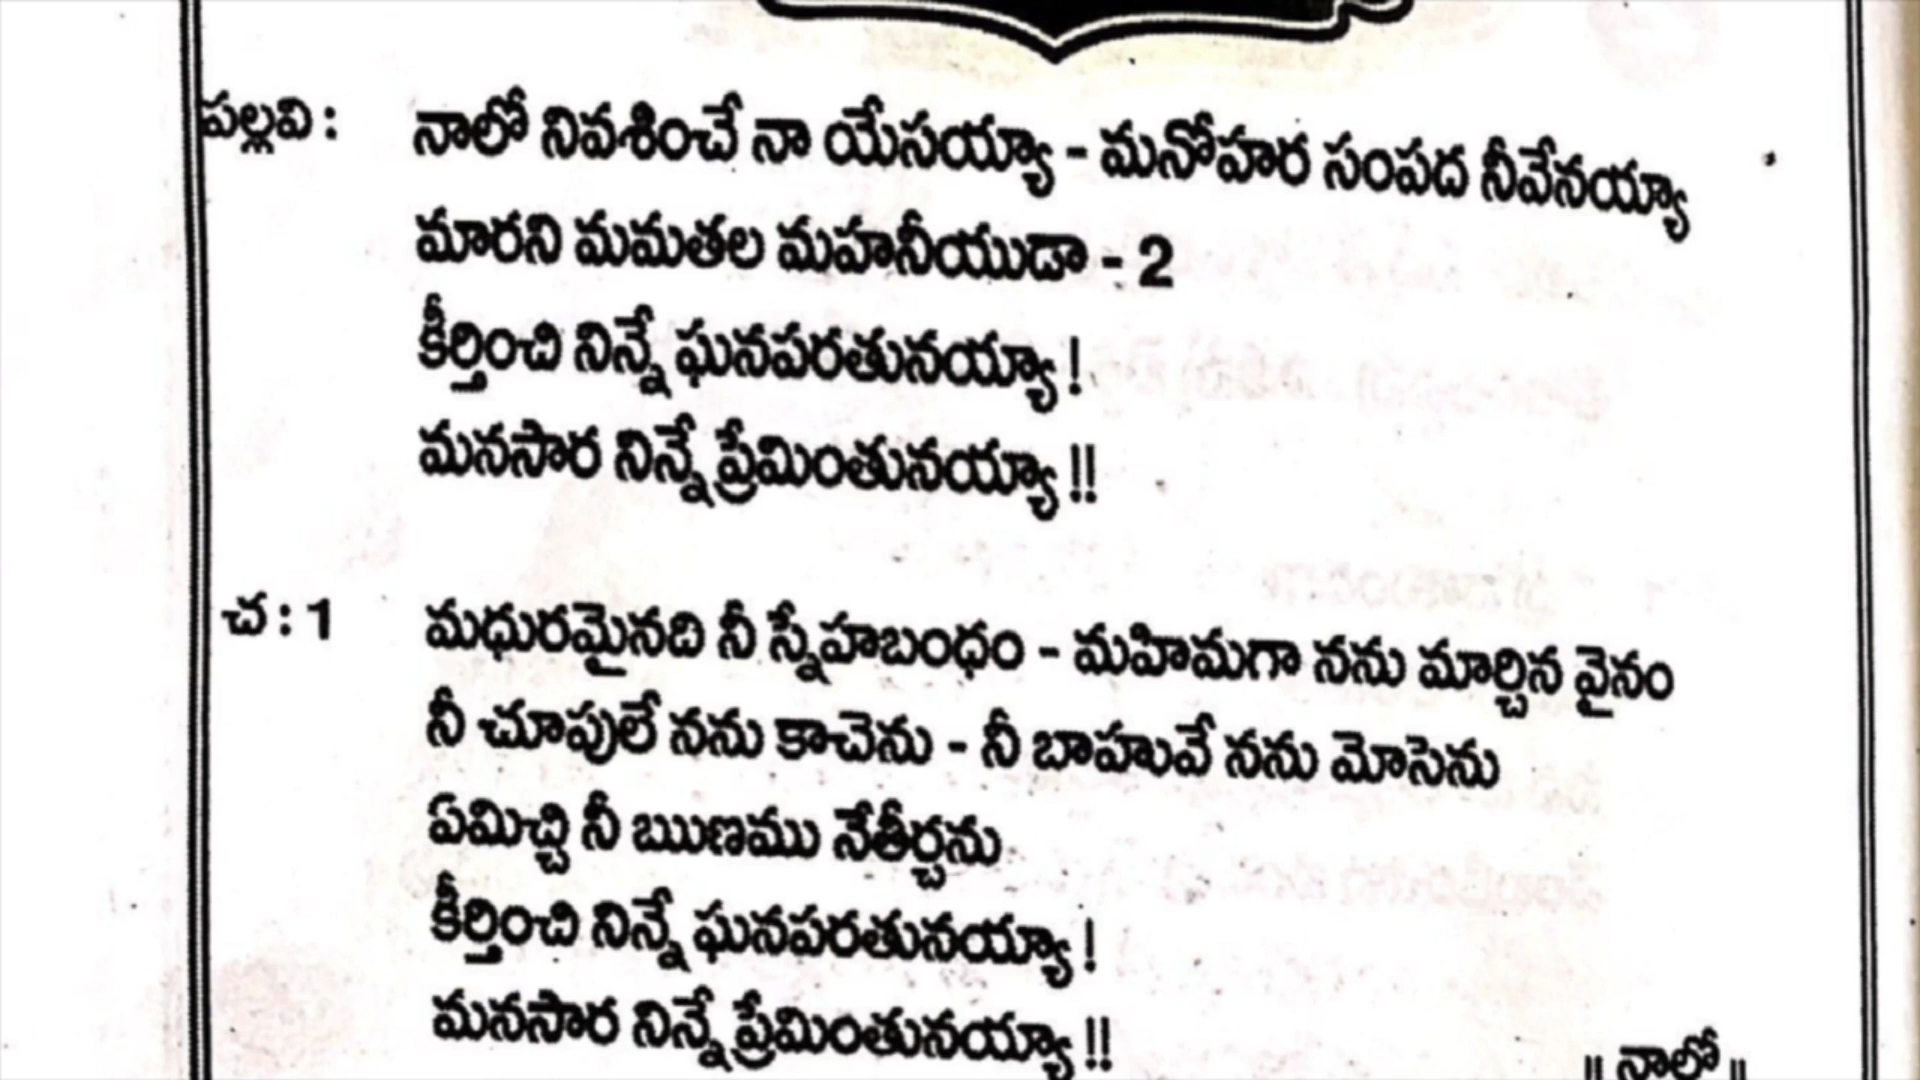 పల్లవి : నాలో నివశించే నా యేసయ్యా - మనోహర సంపద నీవేనయ్యా
మారని మమతల మహనీయుడా - 2
కీర్తించి నిన్నే ఘనపరతునయ్యా !
మనసార నిన్నే ప్రేమింతునయ్యా !!
చ : 1 మధురమైనది నీ స్నేహబంధం - మహిమగా నను మార్చిన వైనం
నీ చూపులే నను కాచెను - నీ బాహువే నను మోసెను
ఏమిచ్చి నీ ఋణము నేతీర్చను
కీర్తించి నిన్నే ఘనపరతునయ్యా !
మనసార నిన్నే ప్రేమింతునయ్యా !!
|| నాలో ||